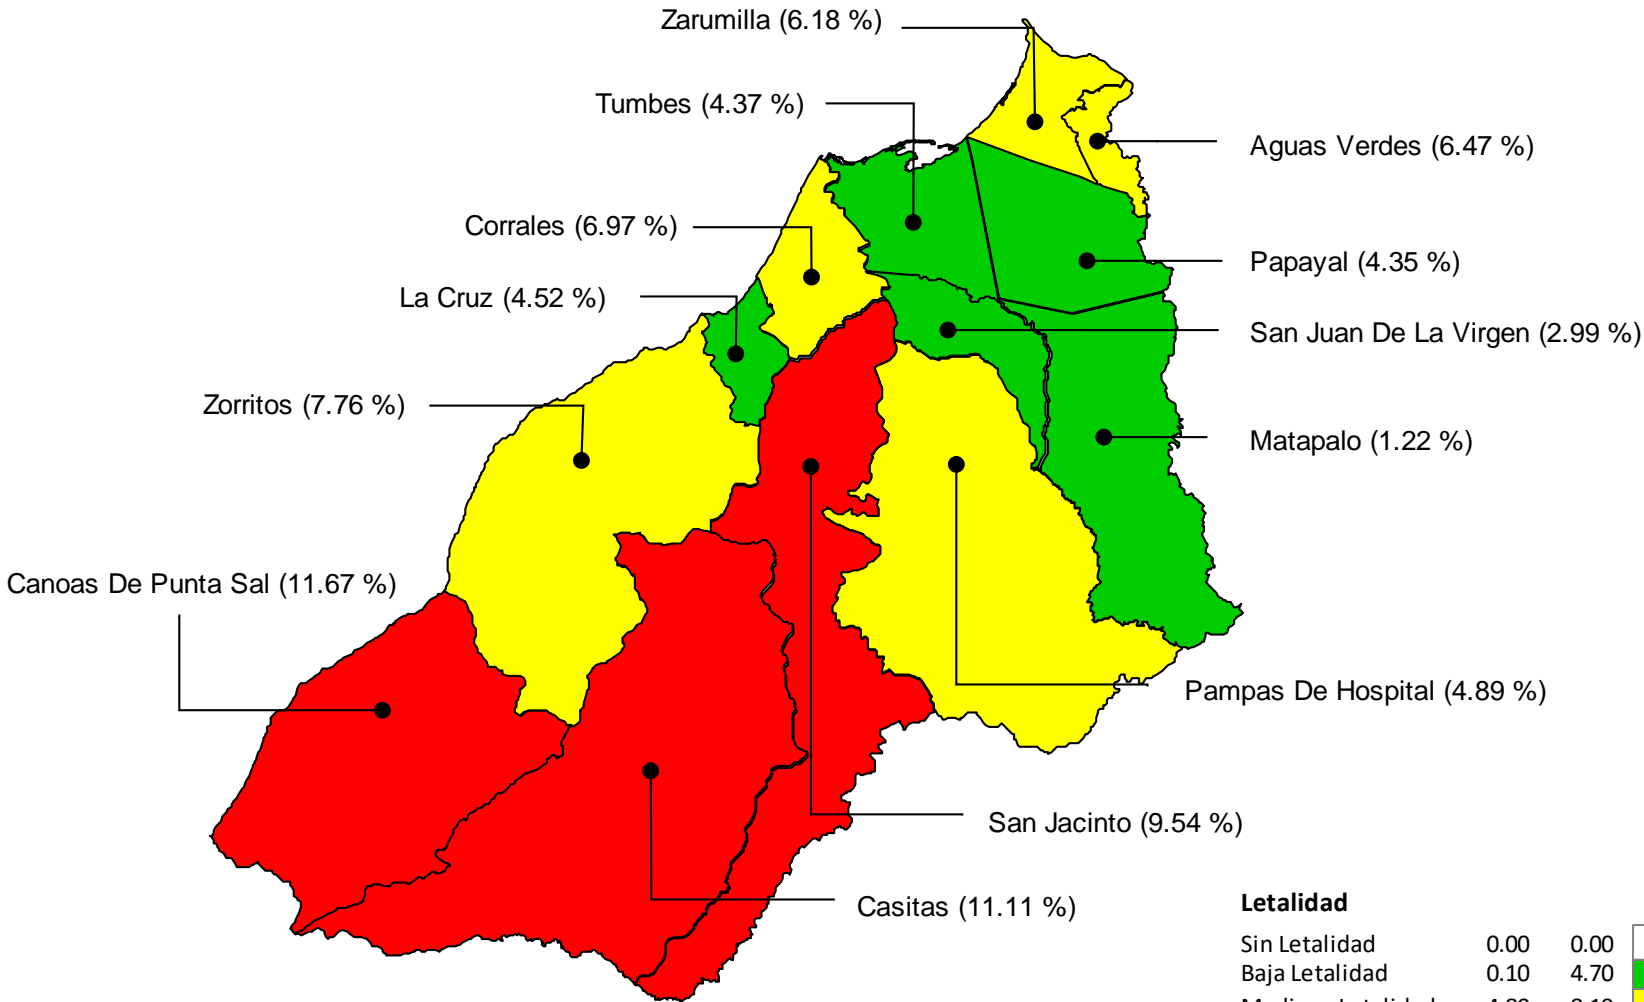 Zarumilla (6.18 %)
Tumbes (4.37 %)
Aguas Verdes (6.47 %)
Corrales (6.97 %)
Papayal (4.35 %)
La Cruz (4.52 %)
San Juan De La Virgen (2.99 %)
Zorritos (7.76 %)
Matapalo (1.22 %)
Canoas De Punta Sal (11.67 %)
Pampas De Hospital (4.89 %)
San Jacinto (9.54 %)
Casitas (11.11 %)
Letalidad
Sin Letalidad 0.00 0.00
Baja Letalidad 0.10 4.70